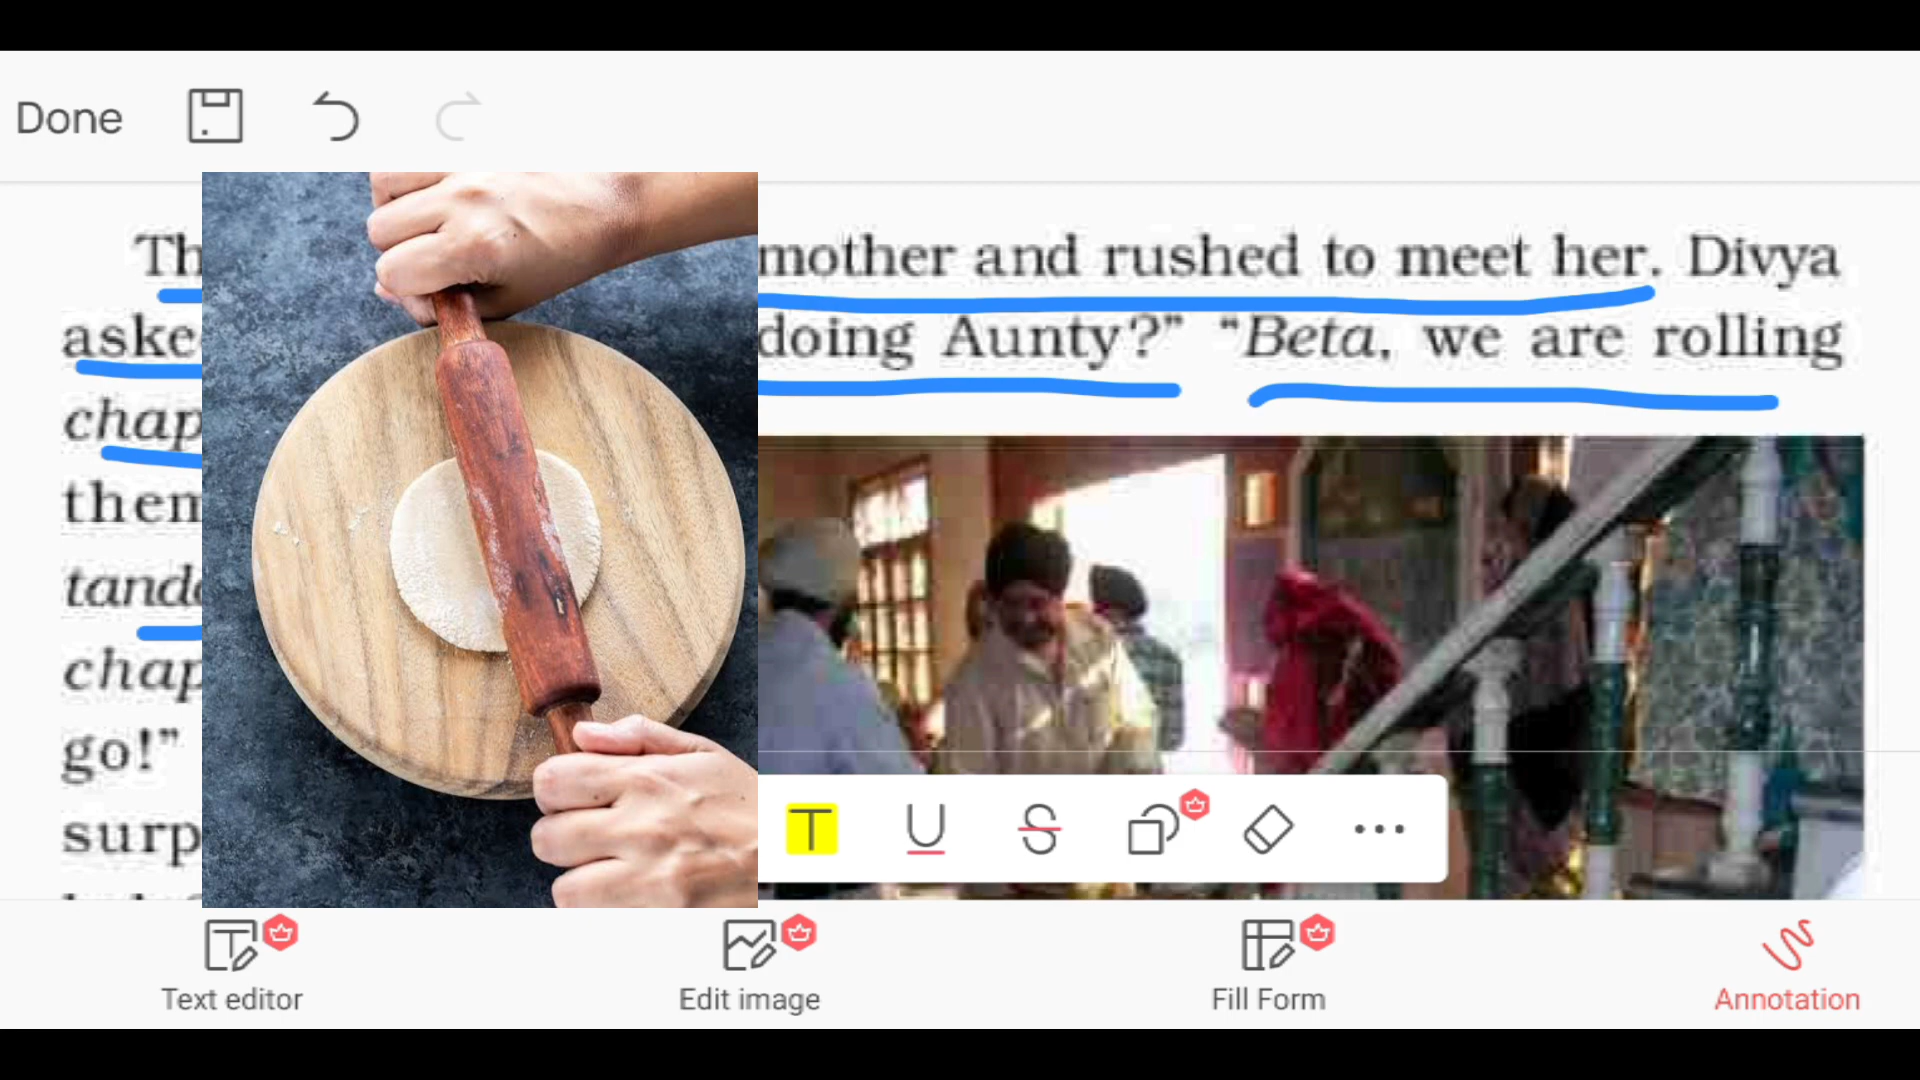 Done
Th mother and rushed to meet her. Divya
aske doing Aunty?” “Beta, we are rolling
chap
them
tand
chap
go!”
surp
T U S
Text editor Edit image Fill Form Annotation